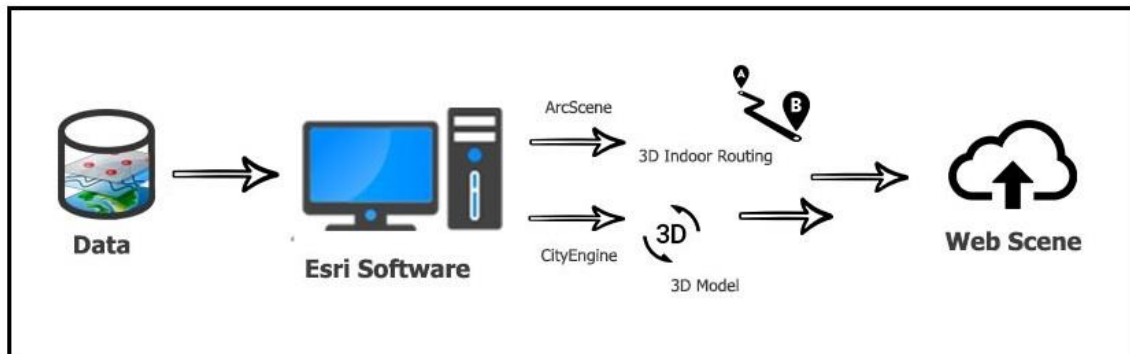 Data
Esri Software
ArcScene
CityEngine
A
B
3D Indoor Routing
3D
3D Model
Web Scene